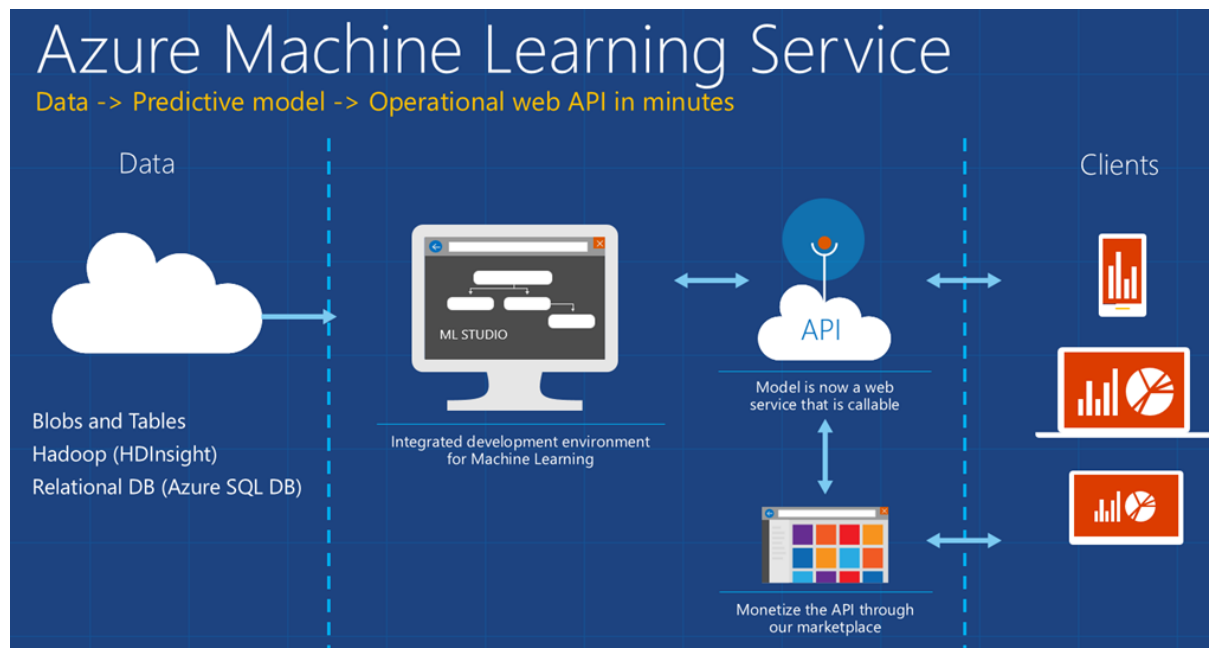 Azure Machine Learning Service
Data -> Predictive model -> Operational web API in minutes
Data
Clients
ML STUDIO
API
Model is now a web
service that is callable
Blobs and Tables
Hadoop (HDInsight)
Relational DB (Azure SQL DB)
Integrated development environment
for Machine Learning
Monetize the API through
our marketplace